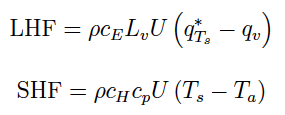 LHF = ρc_E L_v U (q*_{T_s} − q_v)
SHF = ρc_H c_p U (T_s − T_a)